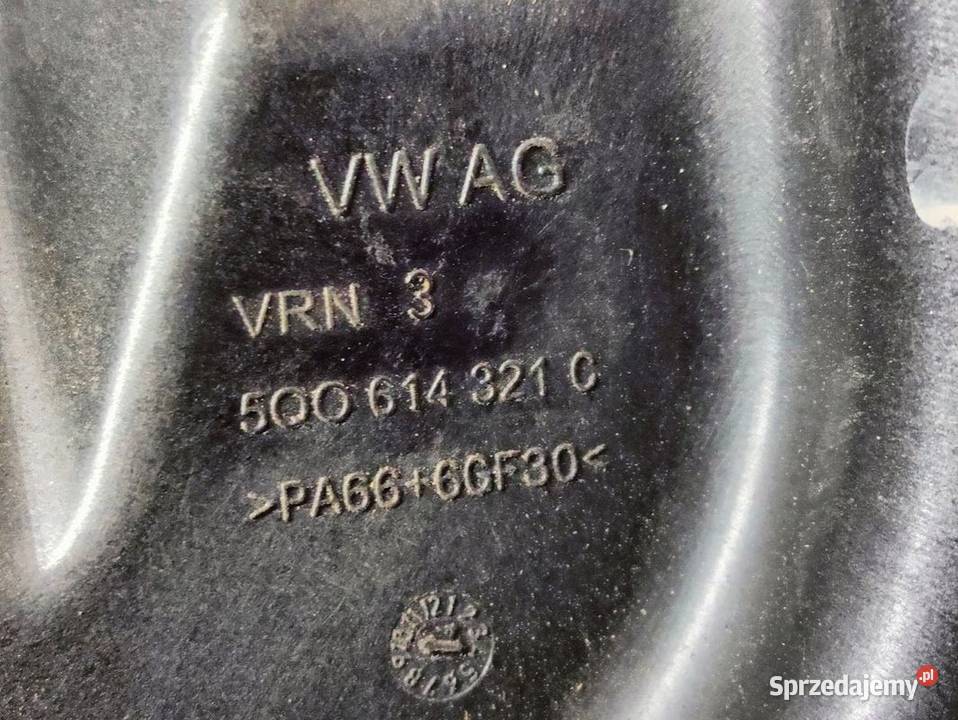 VW AG
VRN 3
5Q0 614 321 C
>PA66+6GF30<
Sprzedajemy.pl